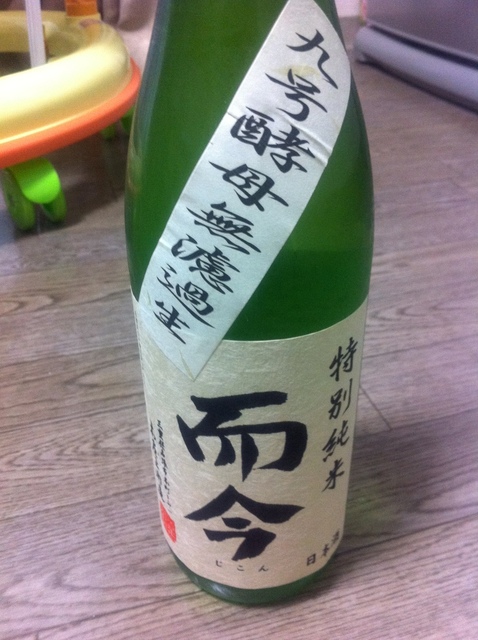 九号酵母無濾過生
特別純米
而今
じこん
日本酒